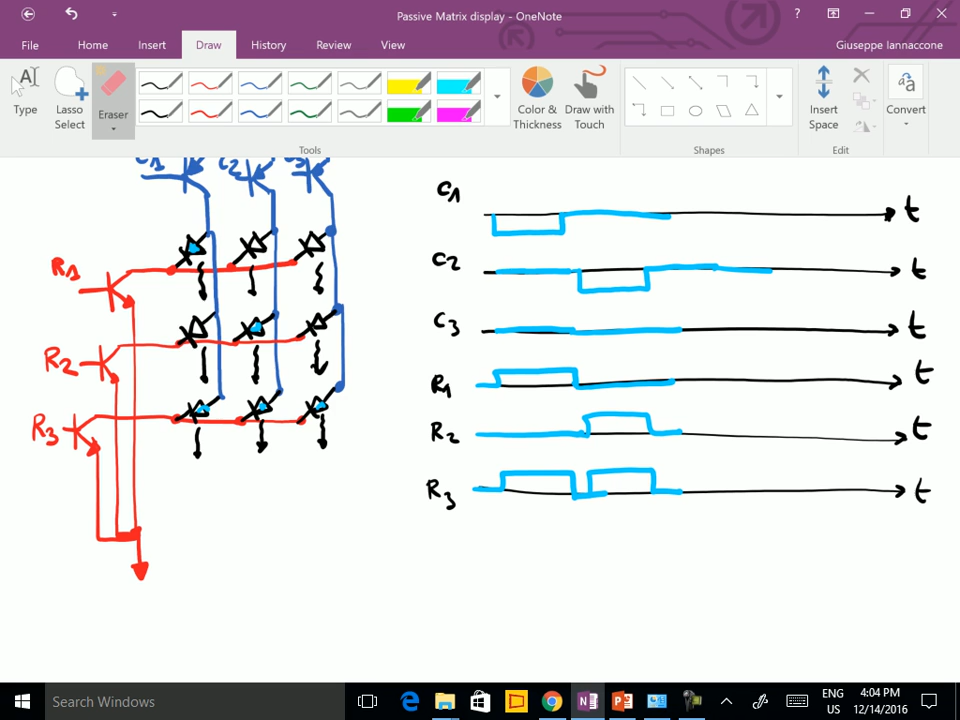 Passive Matrix display - OneNote
?
File Home Insert Draw History Review View Giuseppe Iannaccone
Type
Lasso Select
Eraser
Color & Thickness
Draw with Touch
Insert Space
Convert
Tools Shapes Edit
C1 C2 C3
R1
R2
R3
C1 t
C2 t
C3 t
R1 t
R2 t
R3 t
Search Windows
ENG US
4:04 PM 12/14/2016